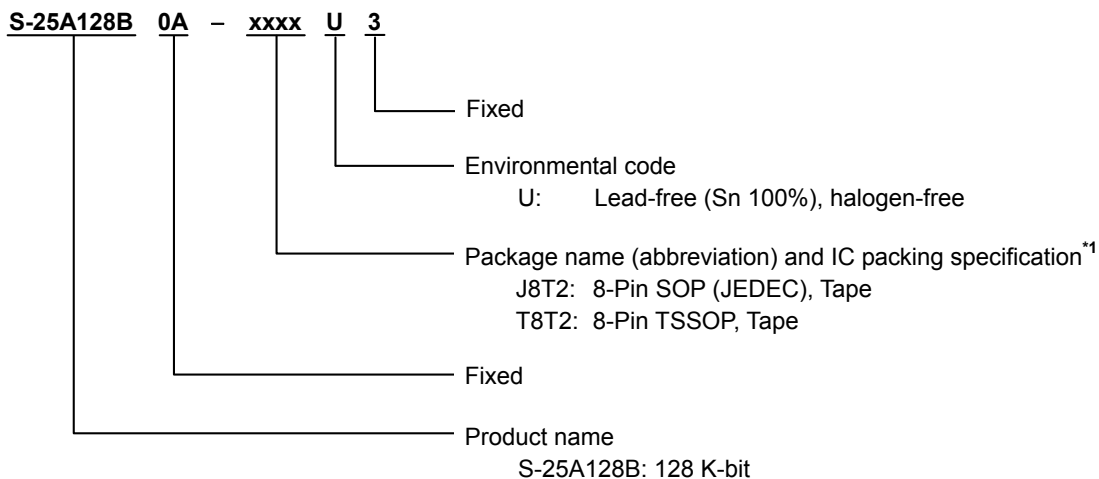 S-25A128B 0A – xxxx U 3
Fixed
Environmental code
U: Lead-free (Sn 100%), halogen-free
Package name (abbreviation) and IC packing specification*1
J8T2: 8-Pin SOP (JEDEC), Tape
T8T2: 8-Pin TSSOP, Tape
Fixed
Product name
S-25A128B: 128 K-bit